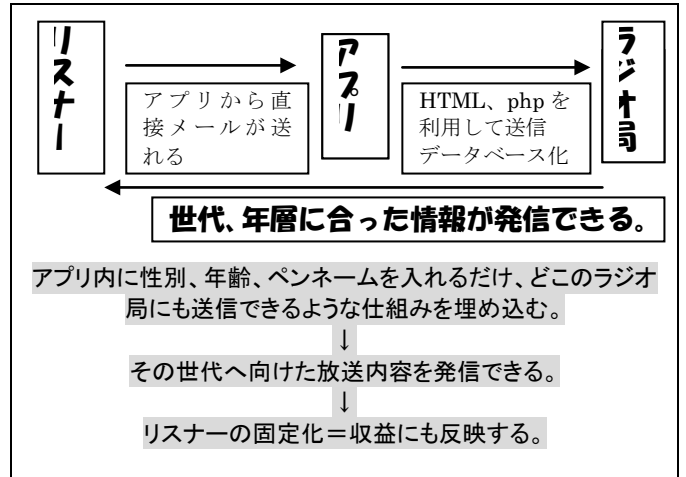 リスナー
アプリ
ラジオ局
アプリから直
接メールが送
れる
HTML、phpを
利用して送信
データベース化
世代、年層に合った情報が発信できる。
アプリ内に性別、年齢、ペンネームを入れるだけ、どこのラジオ
局にも送信できるような仕組みを埋め込む。
↓
その世代へ向けた放送内容を発信できる。
↓
リスナーの固定化＝収益にも反映する。